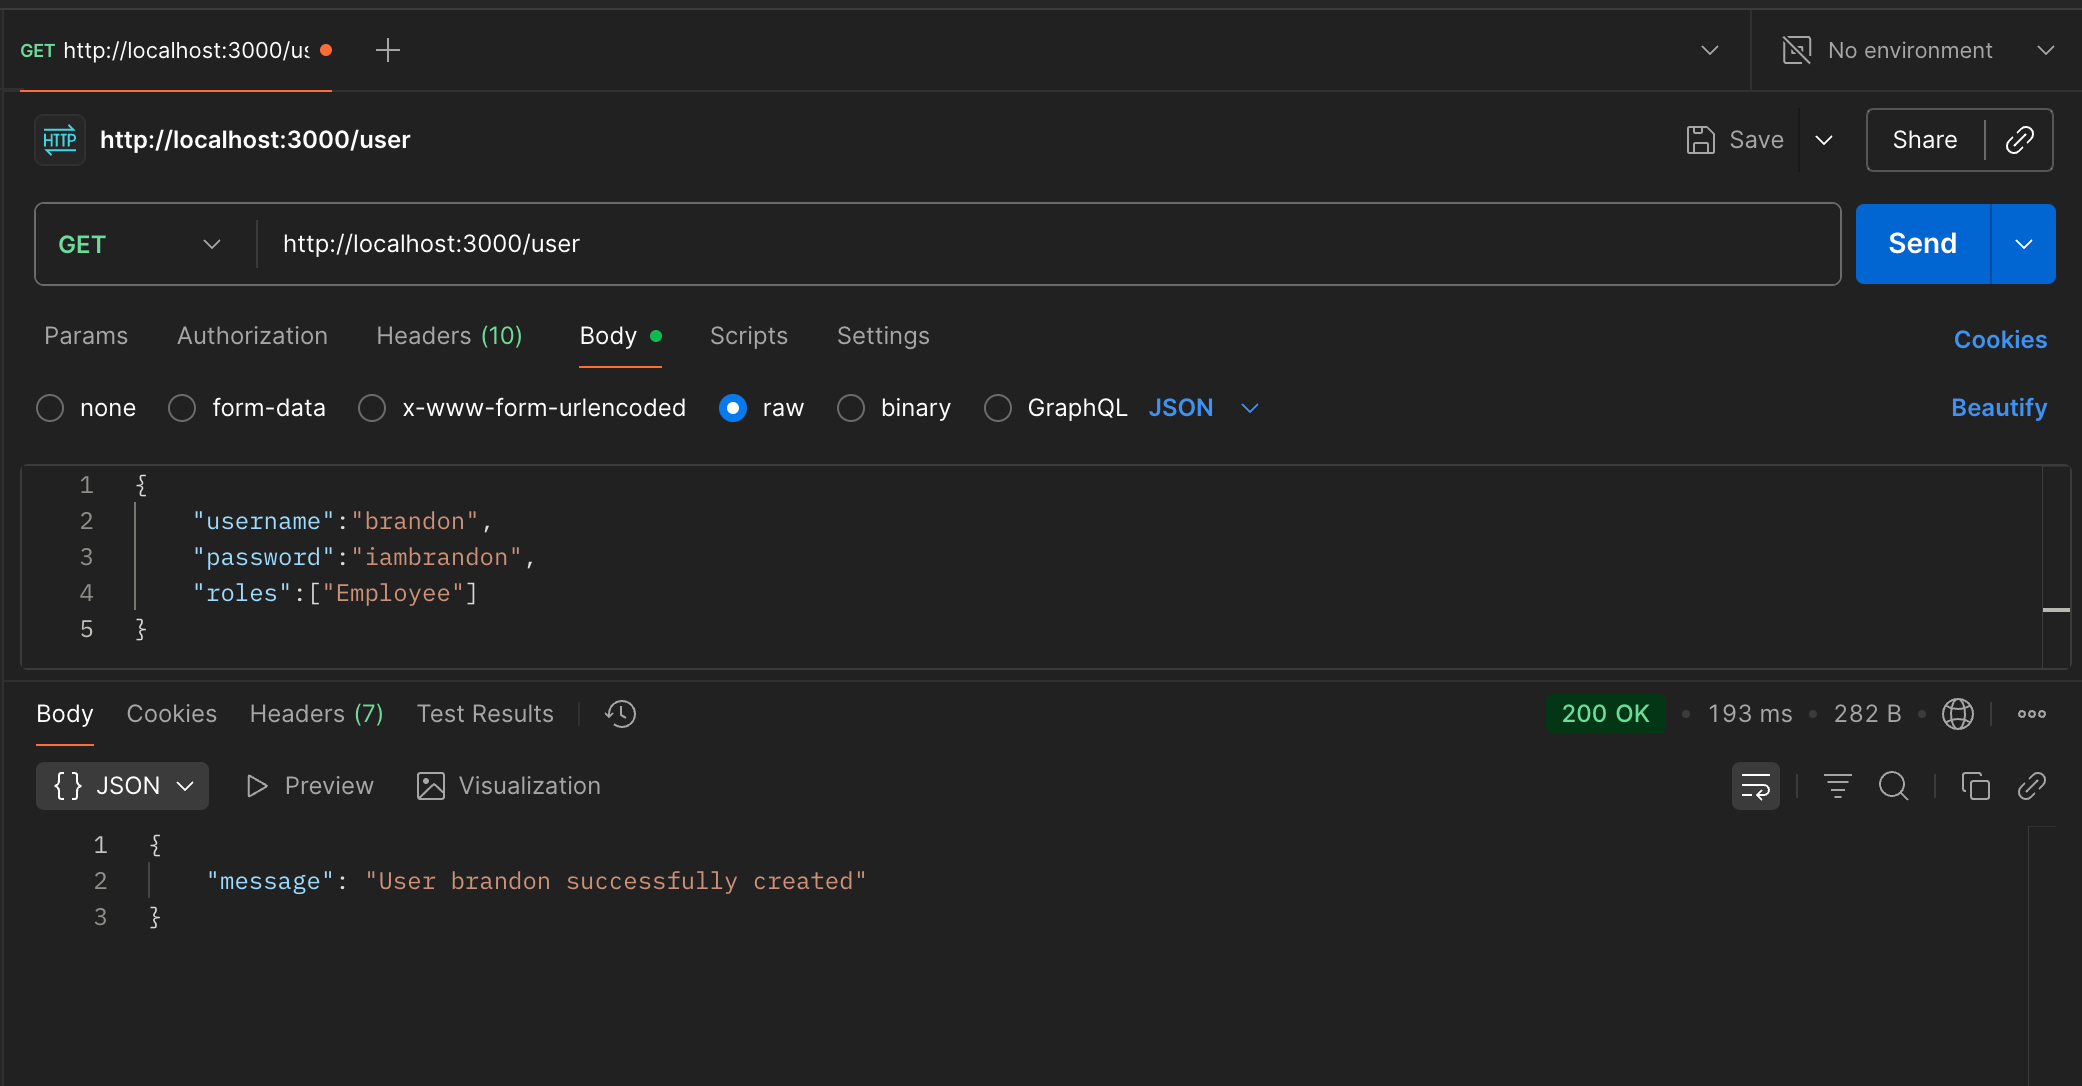 GET http://localhost:3000/us
No environment
HTTP http://localhost:3000/user
Save
Share
GET http://localhost:3000/user
Send
Params Authorization Headers (10) Body Scripts Settings Cookies
none form-data x-www-form-urlencoded raw binary GraphQL JSON Beautify
1 {
2 "username":"brandon",
3 "password":"iambrandon",
4 "roles":["Employee"]
5 }
Body Cookies Headers (7) Test Results 200 OK • 193 ms • 282 B •
{} JSON Preview Visualization
1 {
2 "message": "User brandon successfully created"
3 }